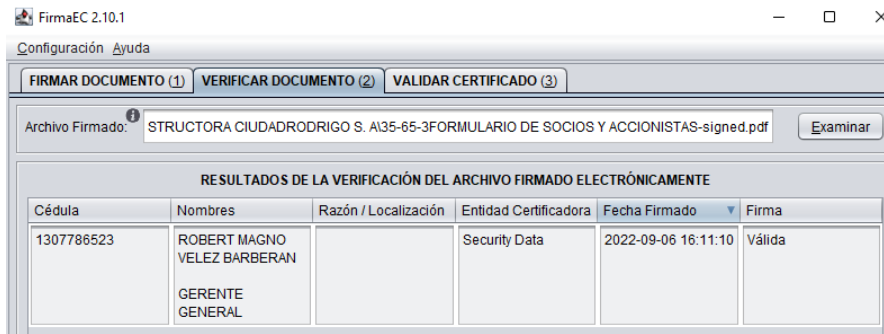 FirmaEC 2.10.1
Configuración Ayuda
FIRMAR DOCUMENTO (1) VERIFICAR DOCUMENTO (2) VALIDAR CERTIFICADO (3)
Archivo Firmado: STRUCTORA CIUDADRODRIGO S. A\35-65-3FORMULARIO DE SOCIOS Y ACCIONISTAS-signed.pdf Examinar
RESULTADOS DE LA VERIFICACIÓN DEL ARCHIVO FIRMADO ELECTRÓNICAMENTE
Cédula Nombres Razón / Localización Entidad Certificadora Fecha Firmado Firma
1307786523 ROBERT MAGNO Security Data 2022-09-06 16:11:10 Válida
VELEZ BARBERAN
GERENTE
GENERAL